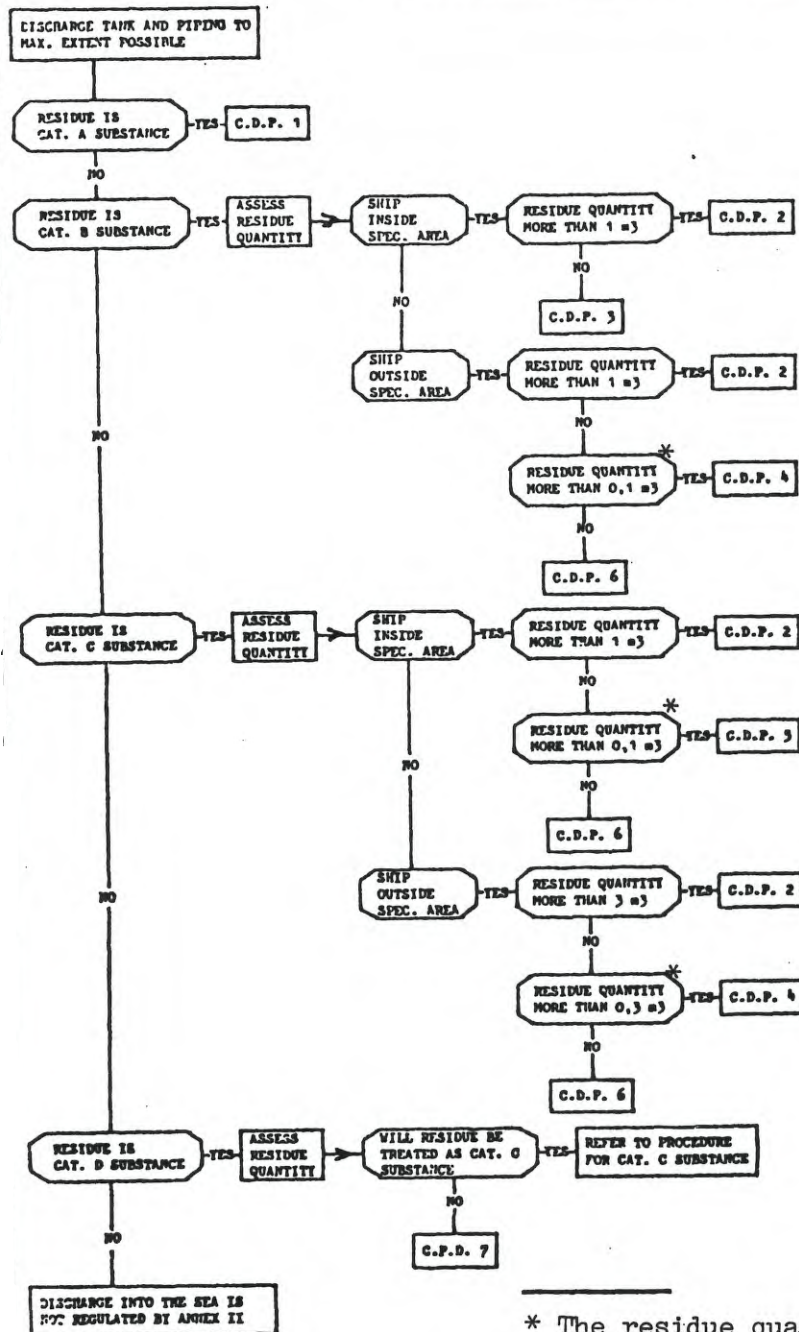 DISCHARGE TANK AND PIPING TO
MAX. EXTENT POSSIBLE
RESIDUE IS
CAT. A SUBSTANCE
YES
C.D.P. 1
NO
RESIDUE IS
CAT. B SUBSTANCE
YES
ASSESS
RESIDUE
QUANTITY
SHIP
INSIDE
SPEC. AREA
YES
RESIDUE QUANTITY
MORE THAN 1 m3
YES
C.D.P. 2
NO
C.D.P. 3
NO
SHIP
OUTSIDE
SPEC. AREA
YES
RESIDUE QUANTITY
MORE THAN 1 m3
YES
C.D.P. 2
NO
*
RESIDUE QUANTITY
MORE THAN 0,1 m3
YES
C.D.P. 4
NO
C.D.P. 6
NO
RESIDUE IS
CAT. C SUBSTANCE
YES
ASSESS
RESIDUE
QUANTITY
SHIP
INSIDE
SPEC. AREA
YES
RESIDUE QUANTITY
MORE THAN 1 m3
YES
C.D.P. 2
NO
*
RESIDUE QUANTITY
MORE THAN 0,1 m3
YES
C.D.P. 5
NO
C.D.P. 6
NO
SHIP
OUTSIDE
SPEC. AREA
YES
RESIDUE QUANTITY
MORE THAN 3 m3
YES
C.D.P. 2
NO
*
RESIDUE QUANTITY
MORE THAN 0,3 m3
YES
C.D.P. 4
NO
C.D.P. 6
NO
RESIDUE IS
CAT. D SUBSTANCE
YES
ASSESS
RESIDUE
QUANTITY
WILL RESIDUE BE
TREATED AS CAT. C
SUBSTANCE
YES
REFER TO PROCEDURE
FOR CAT. C SUBSTANCE
NO
C.P.D. 7
NO
DISCHARGE INTO THE SEA IS
NOT REGULATED BY ANNEX II
* The residue qua